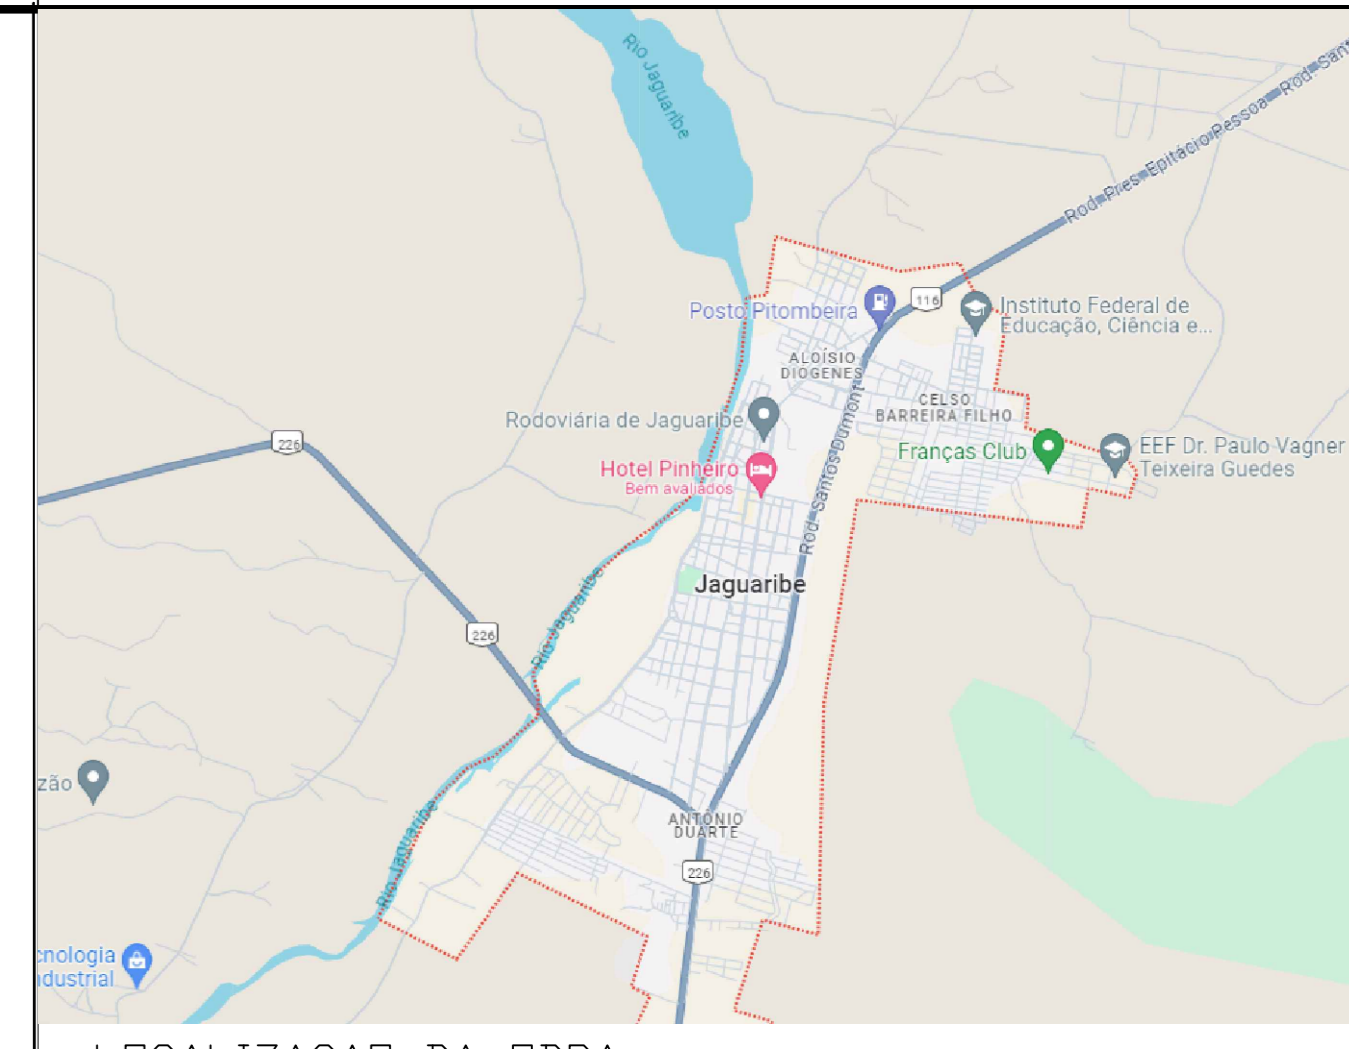 Rio Jaguaribe
Rod. Pres. Epitácio Pessoa
Rod. Sant
Posto Pitombeira
116
Instituto Federal de
Educação, Ciência e...
ALOÍSIO
DIOGENES
CELSO
BARREIRA FILHO
Rodoviária de Jaguaribe
Franças Club
EEF Dr. Paulo Vagner
Teixeira Guedes
226
Hotel Pinheiro
Bem avaliados
Rod. Santos Dumont
Jaguaribe
Rio Jaguaribe
226
zão
Rio Jaguaribe
ANTÔNIO
DUARTE
226
cnologia
ndustrial